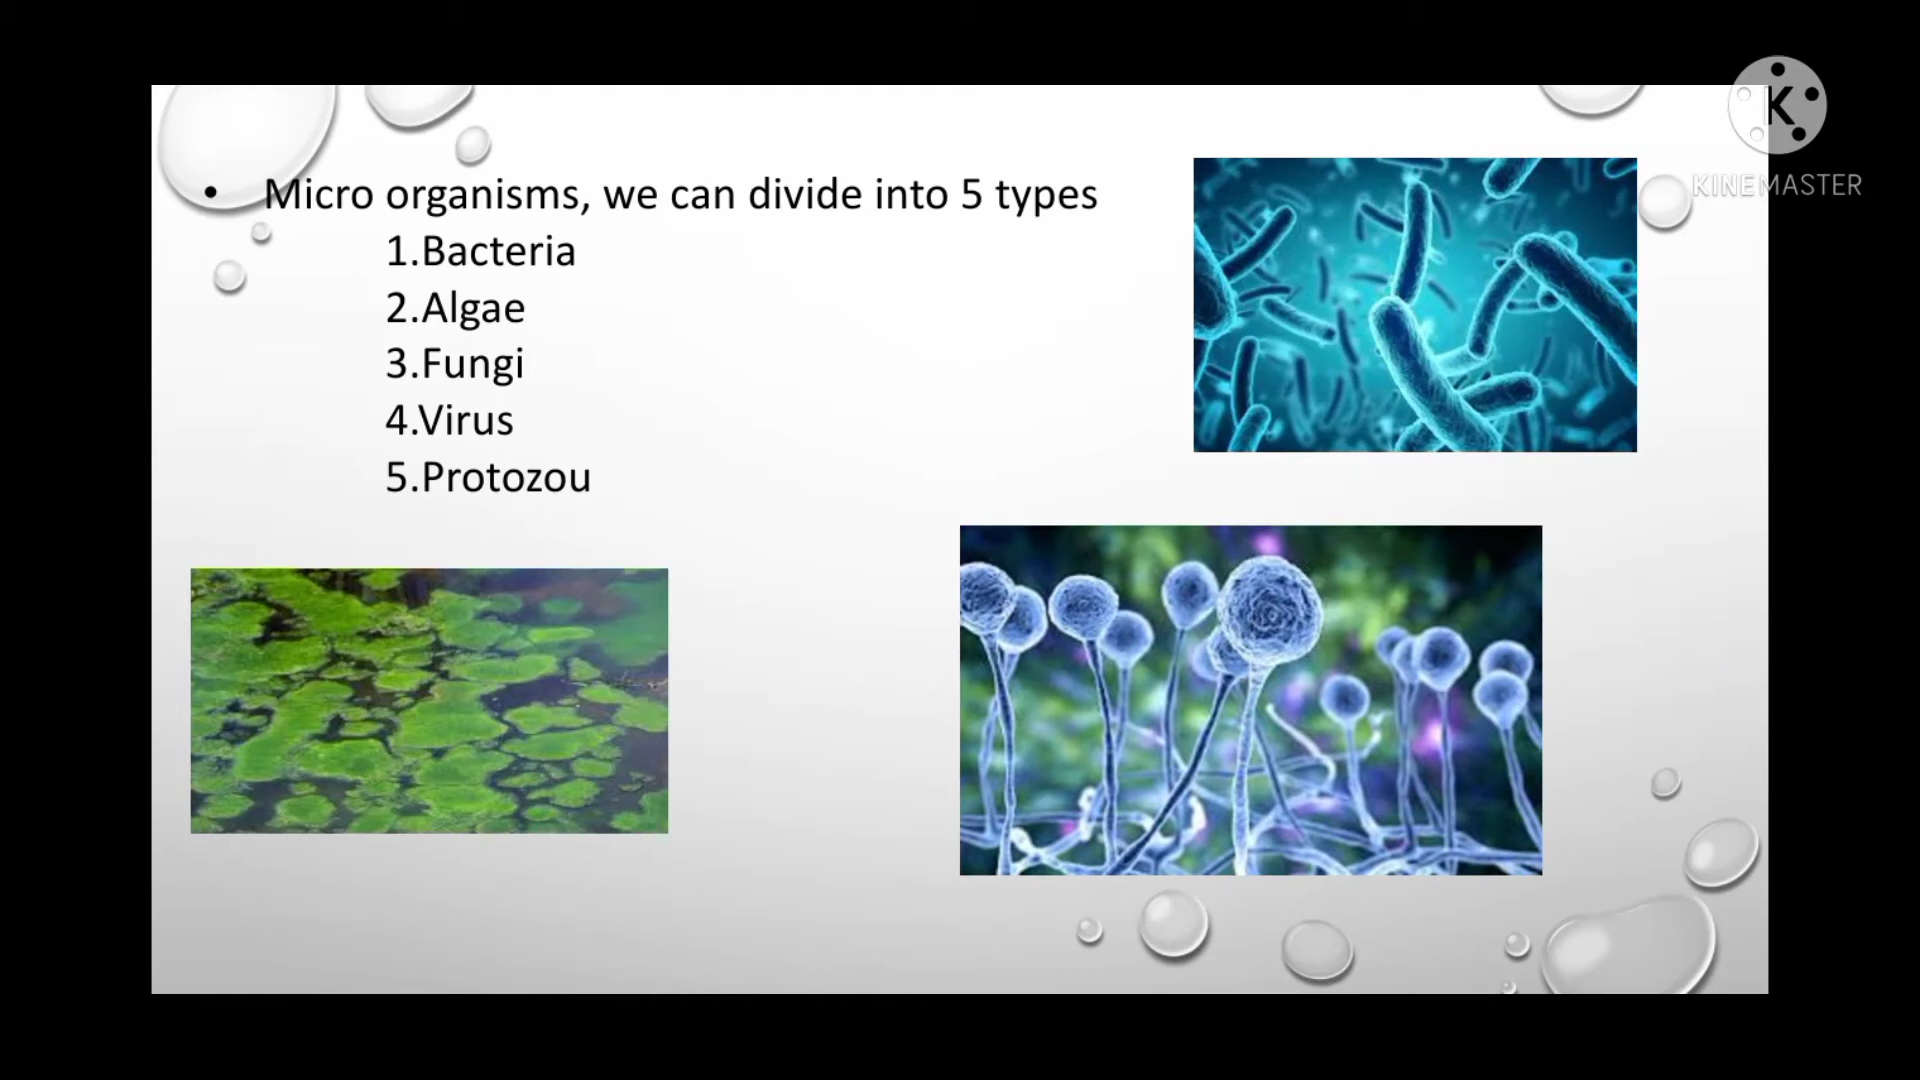 • Micro organisms, we can divide into 5 types
1.Bacteria
2.Algae
3.Fungi
4.Virus
5.Protozou
K
KINEMASTER